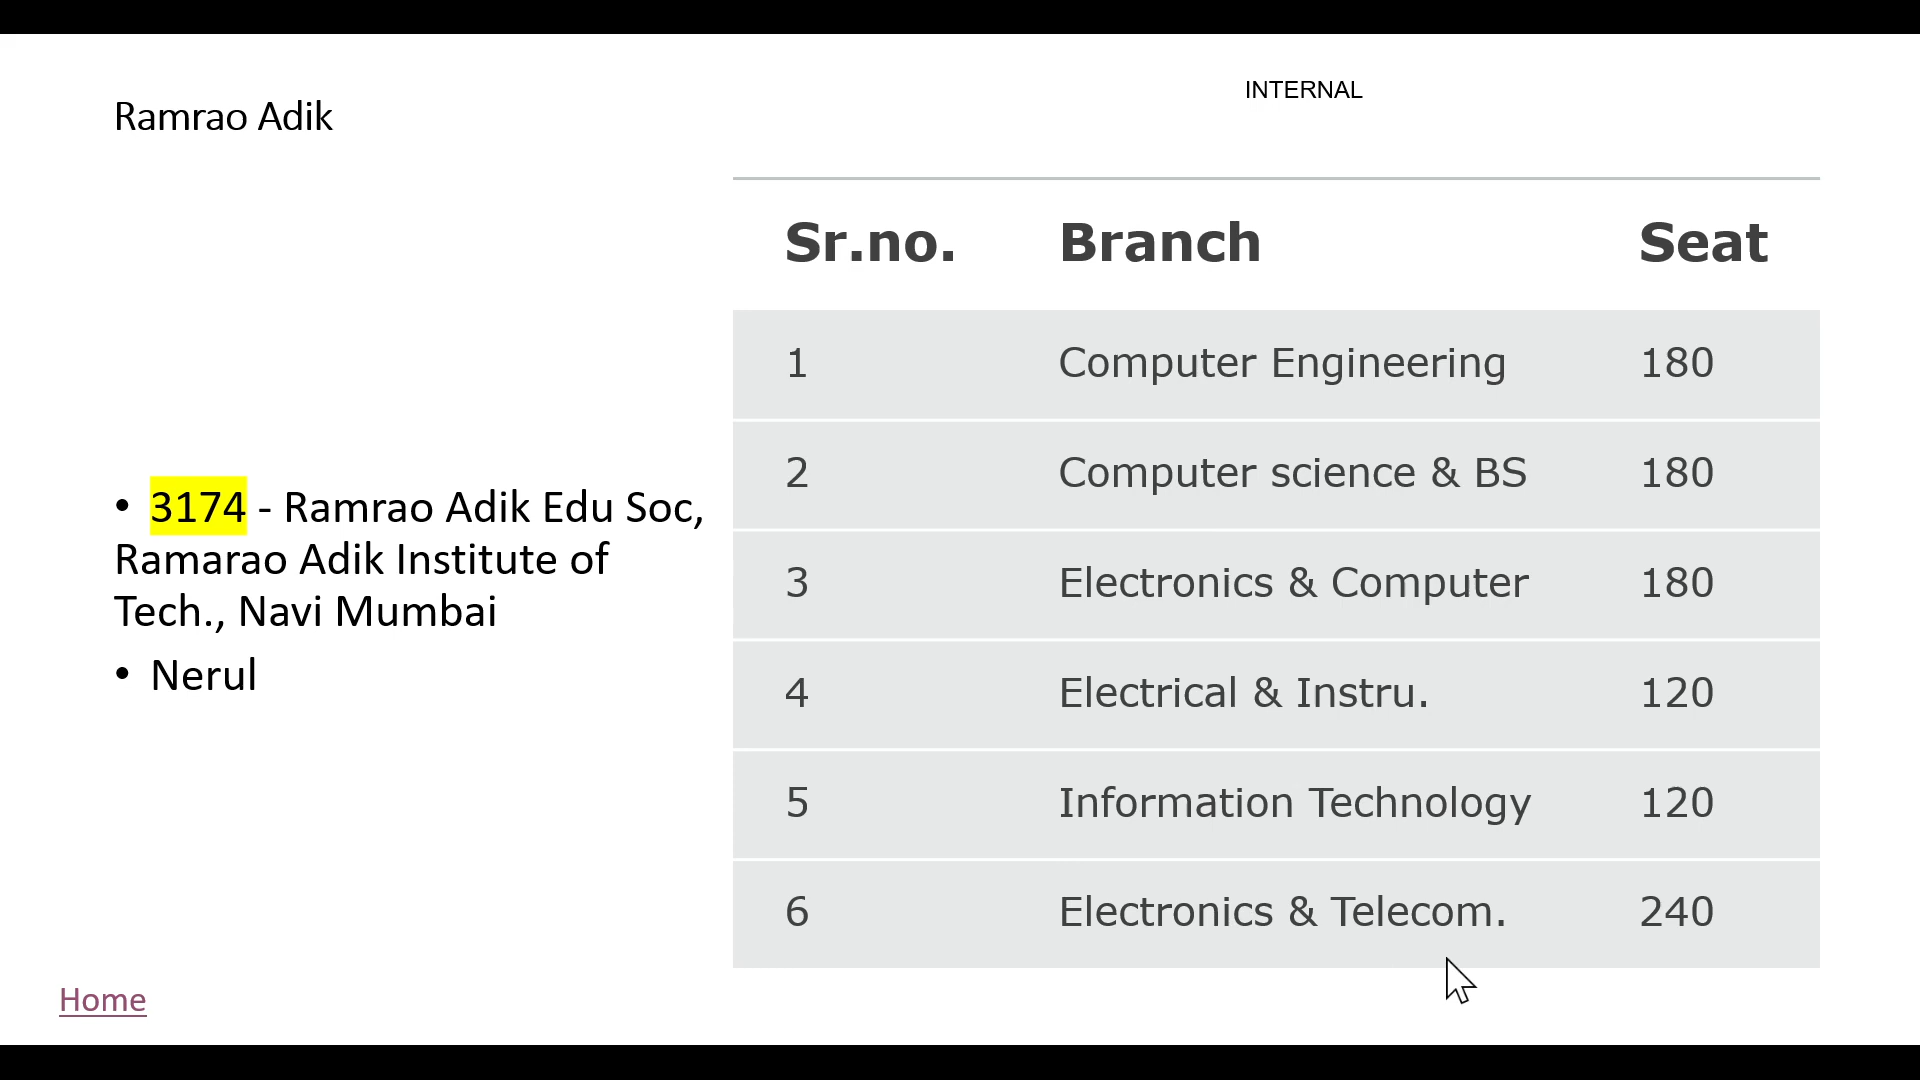 INTERNAL
Ramrao Adik
• 3174 - Ramrao Adik Edu Soc,
Ramarao Adik Institute of
Tech., Navi Mumbai
• Nerul
Sr.no. Branch Seat
1 Computer Engineering 180
2 Computer science & BS 180
3 Electronics & Computer 180
4 Electrical & Instru. 120
5 Information Technology 120
6 Electronics & Telecom. 240
Home